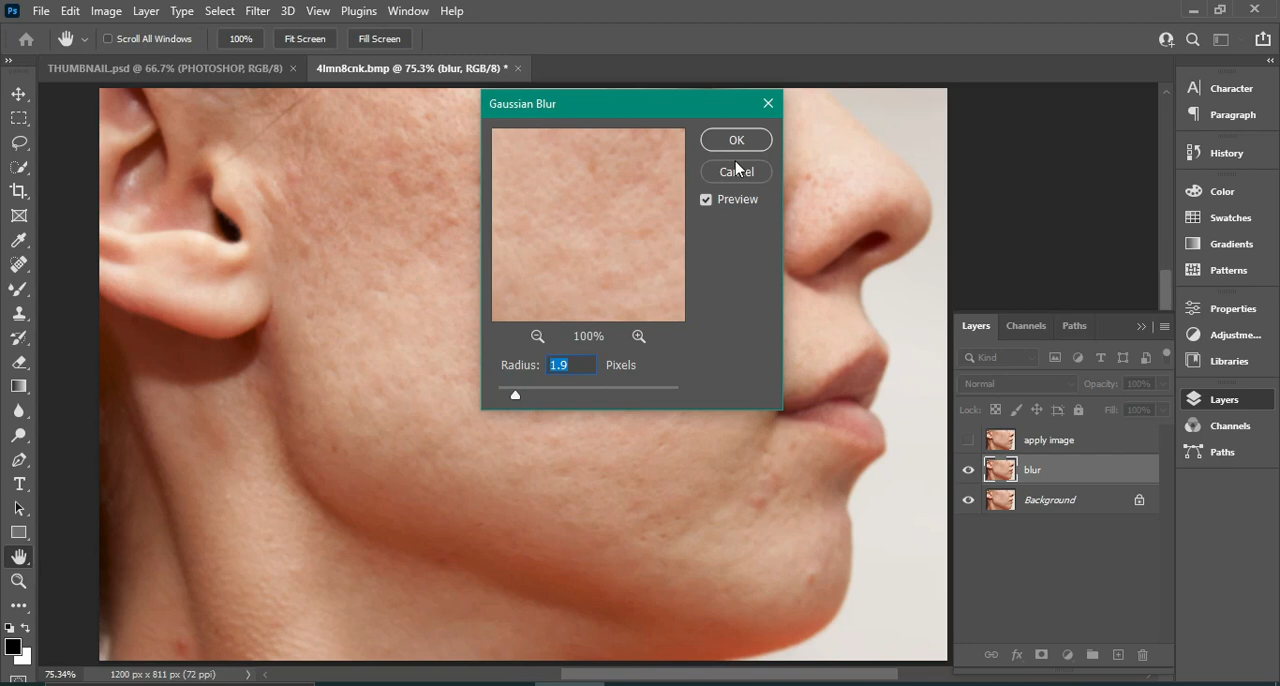 Ps File Edit Image Layer Type Select Filter 3D View Plugins Window Help
Scroll All Windows 100% Fit Screen Fill Screen
THUMBNAIL.psd @ 66.7% (PHOTOSHOP, RGB/8) × 4lmn8cnk.bmp @ 75.3% (blur, RGB/8) * ×
Gaussian Blur
OK
Cancel
Preview
100%
Radius: 1.9 Pixels
Character
Paragraph
History
Color
Swatches
Gradients
Patterns
Properties
Adjustme...
Libraries
Layers
Channels
Paths
Layers Channels Paths
Kind
Normal Opacity: 100%
Lock: Fill: 100%
apply image
blur
Background
fx
75.34% 1200 px x 811 px (72 ppi)